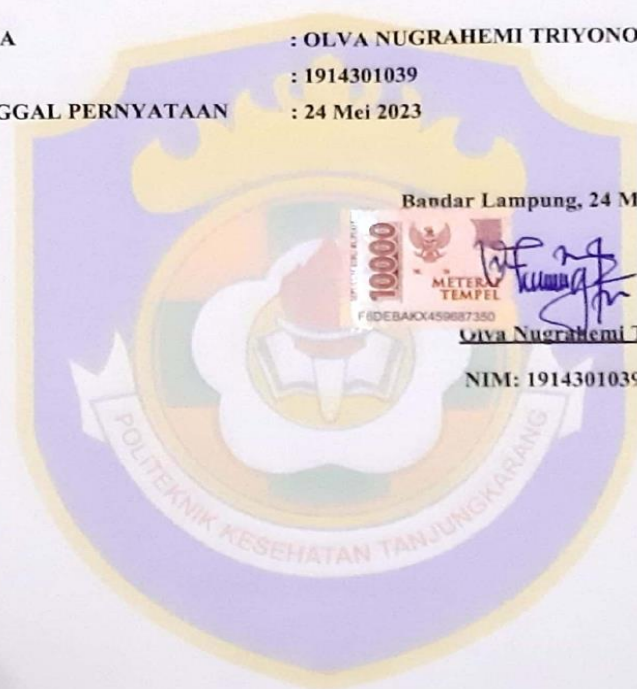 A : OLVA NUGRAHEMI TRIYONO
: 1914301039
GGAL PERNYATAAN : 24 Mei 2023
Bandar Lampung, 24 M
10000
METERAI
TEMPEL
F6DEBAKX459687350
Olva Nugrahemi T
NIM: 1914301039
POLITEKNIK KESEHATAN TANJUNGKARANG